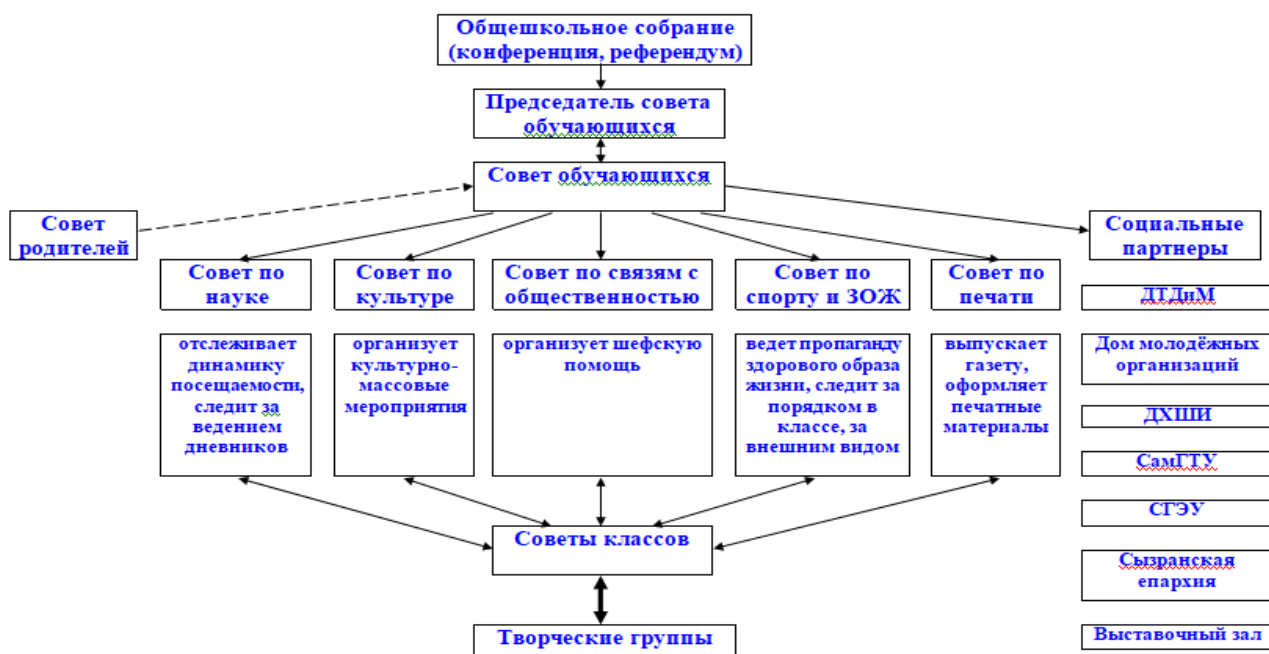 Общешкольное собрание
(конференция, референдум)
Председатель совета
обучающихся
Совет обучающихся
Совет
родителей
Социальные
партнеры
Совет по
науке
Совет по
культуре
Совет по связям с
общественностью
Совет по
спорту и ЗОЖ
Совет по
печати
отслеживает
динамику
посещаемости,
следит за
ведением
дневников
организует
культурно-
массовые
мероприятия
организует шефскую
помощь
ведет пропаганду
здорового образа
жизни, следит за
порядком в
классе, за
внешним видом
выпускает
газету,
оформляет
печатные
материалы
ДТДиМ
Дом молодёжных
организаций
ДХШИ
СамГТУ
СГЭУ
Сызранская
епархия
Выставочный зал
Советы классов
Творческие группы